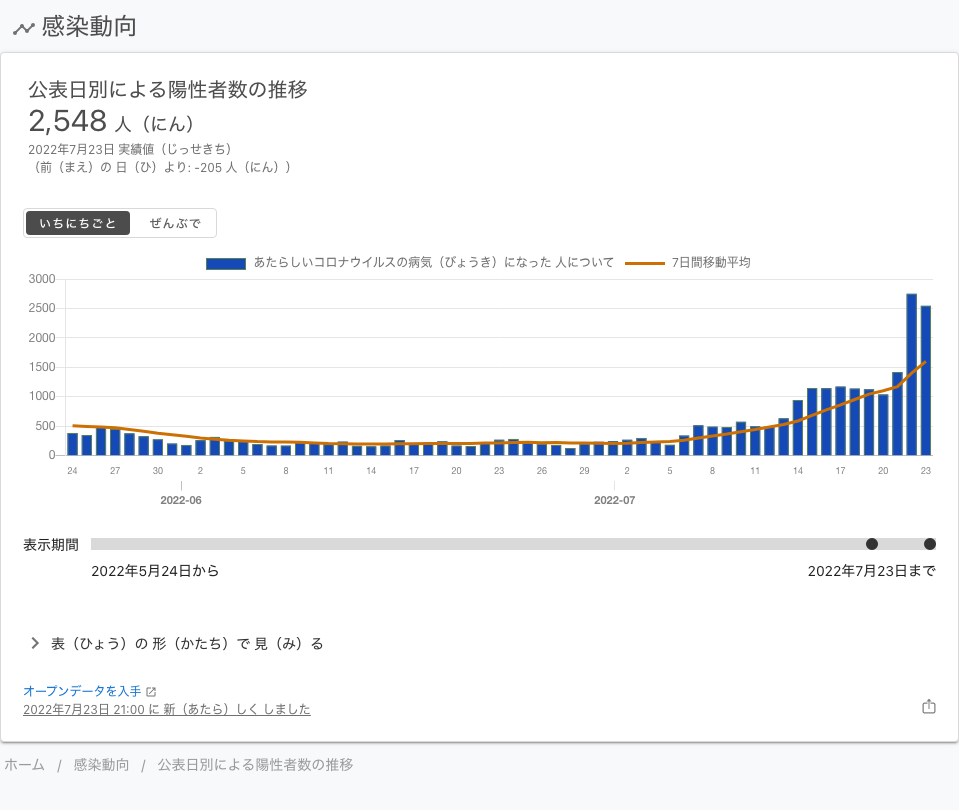 感染動向
公表日別による陽性者数の推移
2,548 人（にん）
2022年7月23日 実績値（じっせきち）
（前（まえ）の 日（ひ）より: -205 人（にん））
いちにちごと ぜんぶで
あたらしいコロナウイルスの病気（びょうき）になった 人について 7日間移動平均
3000
2500
2000
1500
1000
500
0
24 27 30 2 5 8 11 14 17 20 23 26 29 2 5 8 11 14 17 20 23
2022-06 2022-07
表示期間
2022年5月24日から 2022年7月23日まで
表（ひょう）の 形（かたち）で 見（み）る
オープンデータを入手
2022年7月23日 21:00 に 新（あたら）しく しました
ホーム / 感染動向 / 公表日別による陽性者数の推移